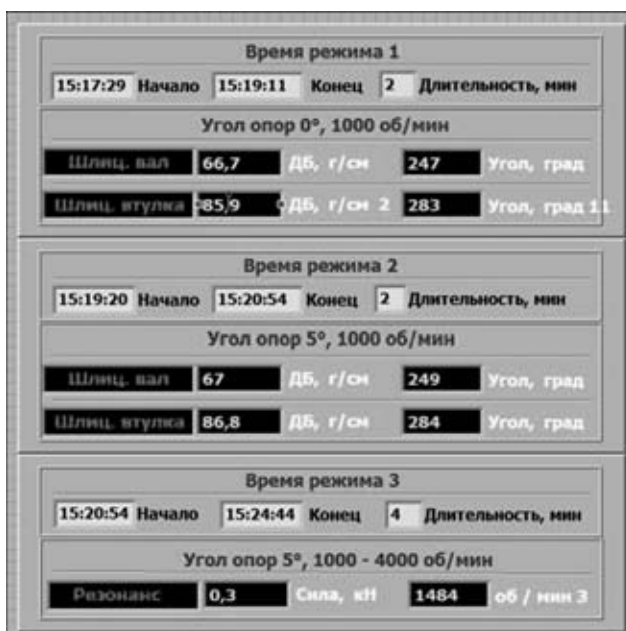 Время режима 1
15:17:29 Начало 15:19:11 Конец 2 Длительность, мин
Угол опор 0°, 1000 об/мин
Шлиц. вал 66,7 ДБ, г/см 247 Угол, град
Шлиц. втулка 85,9 ДБ, г/см 2 283 Угол, град 11
Время режима 2
15:19:20 Начало 15:20:54 Конец 2 Длительность, мин
Угол опор 5°, 1000 об/мин
Шлиц. вал 67 ДБ, г/см 249 Угол, град
Шлиц. втулка 86,8 ДБ, г/см 284 Угол, град
Время режима 3
15:20:54 Начало 15:24:44 Конец 4 Длительность, мин
Угол опор 5°, 1000 - 4000 об/мин
Резонанс 0,3 Сила, кН 1484 об / мин 3